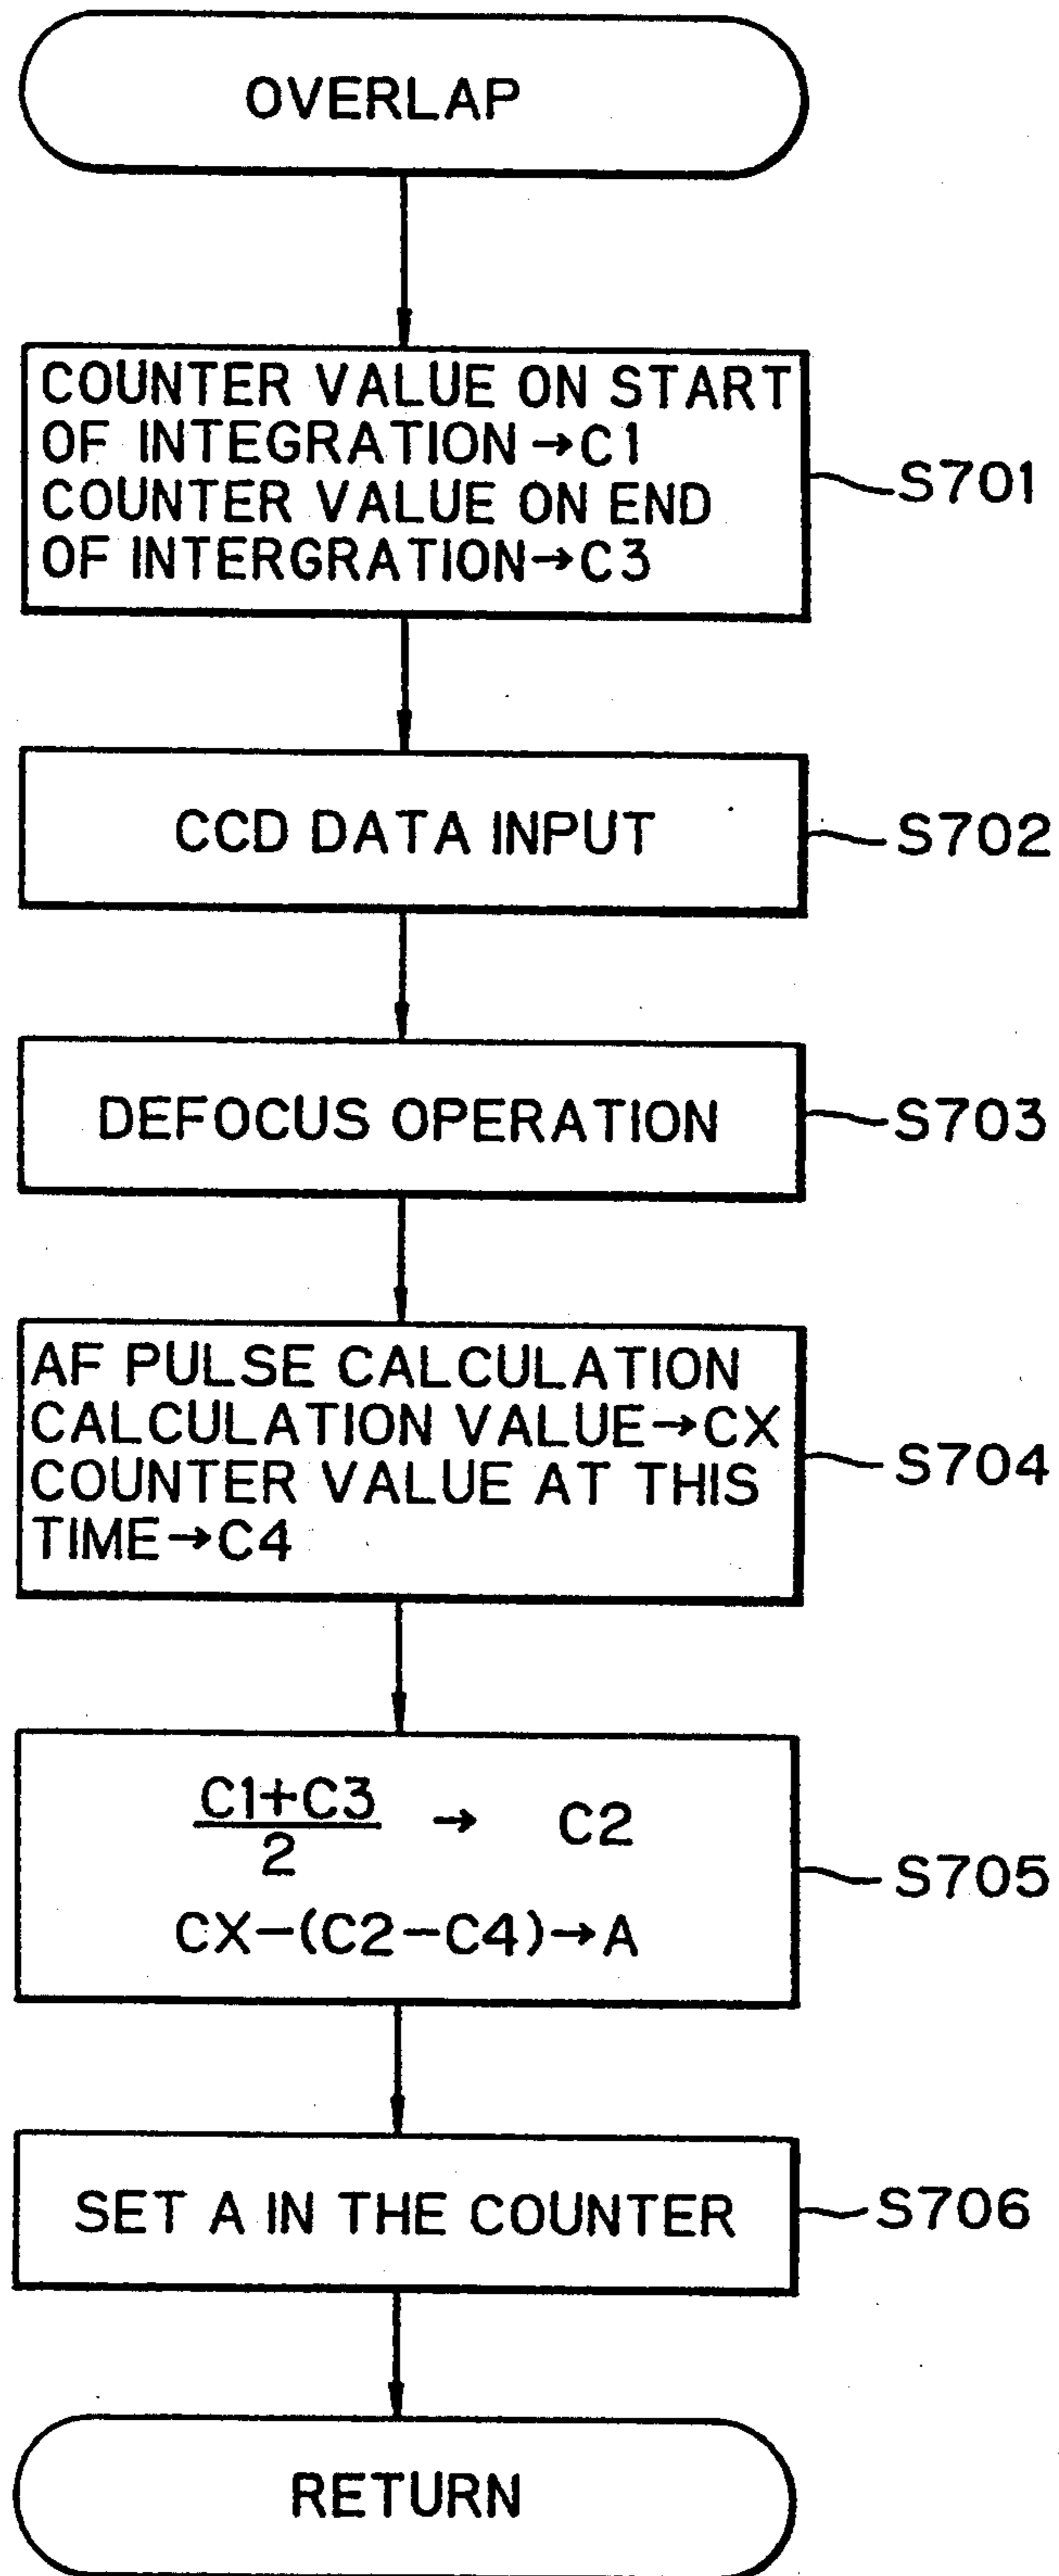 OVERLAP
COUNTER VALUE ON START
OF INTEGRATION→C1
COUNTER VALUE ON END
OF INTERGRATION→C3
S701
CCD DATA INPUT
S702
DEFOCUS OPERATION
S703
AF PULSE CALCULATION
CALCULATION VALUE→CX
COUNTER VALUE AT THIS
TIME→C4
S704
C1+C3
2
→ C2
CX-(C2-C4)→A
S705
SET A IN THE COUNTER
S706
RETURN